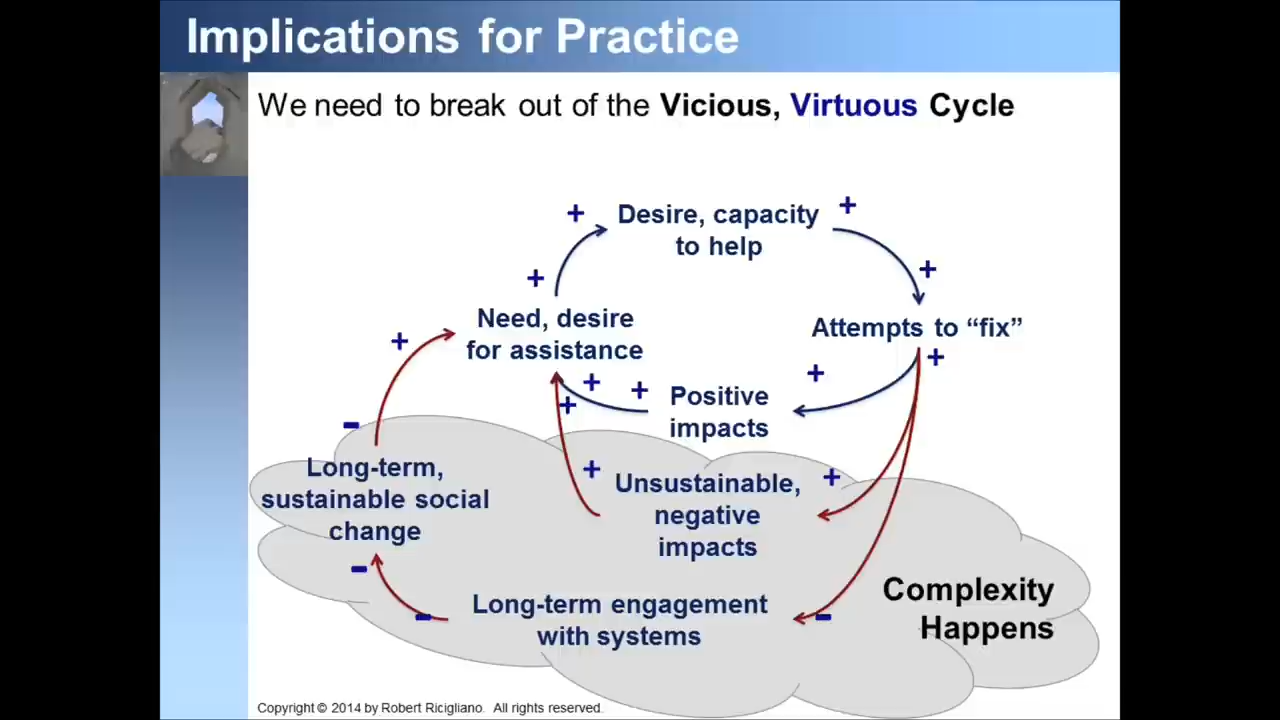 Implications for Practice
We need to break out of the Vicious, Virtuous Cycle
+ Desire, capacity +
to help
+ +
Need, desire
for assistance
Attempts to “fix”
+
+
+ + +
+
Positive
impacts
-
Long-term,
sustainable social
change
+ Unsustainable, +
negative
impacts
-
Long-term engagement
with systems
- -
Complexity
Happens
Copyright © 2014 by Robert Ricigliano. All rights reserved.